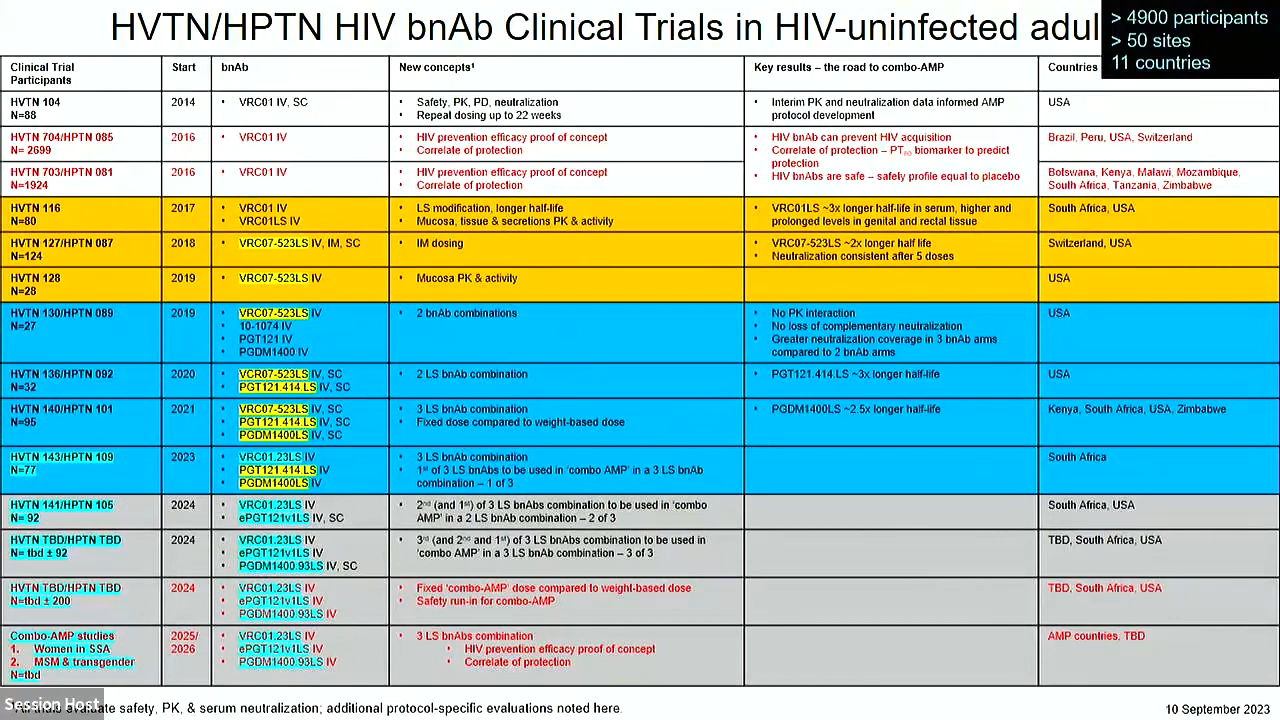 HVTN/HPTN HIV bnAb Clinical Trials in HIV-uninfected adul
> 4900 participants
> 50 sites
11 countries
Clinical Trial
Participants
Start
bnAb
New concepts¹
Key results – the road to combo-AMP
Countries
HVTN 104
N=88
2014
• VRC01 IV, SC
• Safety, PK, PD, neutralization
• Repeat dosing up to 22 weeks
• Interim PK and neutralization data informed AMP
protocol development
USA
HVTN 704/HPTN 085
N= 2699
2016
• VRC01 IV
• HIV prevention efficacy proof of concept
• Correlate of protection
• HIV bnAb can prevent HIV acquisition
• Correlate of protection – PT₈₀ biomarker to predict
protection
• HIV bnAbs are safe – safely profile equal to placebo
Brazil, Peru, USA, Switzerland
HVTN 703/HPTN 081
N=1924
2016
• VRC01 IV
• HIV prevention efficacy proof of concept
• Correlate of protection
Botswana, Kenya, Malawi, Mozambique,
South Africa, Tanzania, Zimbabwe
HVTN 116
N=80
2017
• VRC01 IV
• VRC01LS IV
• LS modification, longer half-life
• Mucosa, tissue & secretions PK & activity
• VRC01LS ~3x longer half-life in serum, higher and
prolonged levels in genital and rectal tissue
South Africa, USA
HVTN 127/HPTN 087
N=124
2018
• VRC07-523LS IV, IM, SC
• IM dosing
• VRC07-523LS ~2x longer half life
• Neutralization consistent after 5 doses
Switzerland, USA
HVTN 128
N=28
2019
• VRC07-523LS IV
• Mucosa PK & activity
USA
HVTN 130/HPTN 089
N=27
2019
• VRC07-523LS IV
• 10-1074 IV
• PGT121 IV
• PGDM1400 IV
• 2 bnAb combinations
• No PK interaction
• No loss of complementary neutralization
• Greater neutralization coverage in 3 bnAb arms
compared to 2 bnAb arms
USA
HVTN 136/HPTN 092
N=32
2020
• VCR07-523LS IV, SC
• PGT121.414.LS IV, SC
• 2 LS bnAb combination
• PGT121.414.LS ~3x longer half-life
USA
HVTN 140/HPTN 101
N=95
2021
• VRC07-523LS IV, SC
• PGT121.414.LS IV, SC
• PGDM1400LS IV, SC
• 3 LS bnAb combination
• Fixed dose compared to weight-based dose
• PGDM1400LS ~2.5x longer half-life
Kenya, South Africa, USA, Zimbabwe
HVTN 143/HPTN 109
N=77
2023
• VRC01.23LS IV
• PGT121.414.LS IV
• PGDM1400LS IV
• 3 LS bnAb combination
• 1st of 3 LS bnAbs to be used in ‘combo AMP’ in a 3 LS bnAb
combination – 1 of 3
South Africa
HVTN 141/HPTN 105
N= 92
2024
• VRC01.23LS IV
• ePGT121v1LS IV, SC
• 2nd (and 1st) of 3 LS bnAbs combination to be used in ‘combo
AMP’ in a 2 LS bnAb combination – 2 of 3
South Africa, USA
HVTN TBD/HPTN TBD
N= tbd ± 92
2024
• VRC01.23LS IV
• ePGT121v1LS IV
• PGDM1400.93LS IV, SC
• 3rd (and 2nd and 1st) of 3 LS bnAbs combination to be used in
‘combo AMP’ in a 3 LS bnAb combination – 3 of 3
TBD, South Africa, USA
HVTN TBD/HPTN TBD
N=tbd ± 200
2024
• VRC01.23LS IV
• ePGT121v1LS IV
• PGDM1400.93LS IV
• Fixed ‘combo-AMP’ dose compared to weight-based dose
• Safety run-in for combo-AMP
TBD, South Africa, USA
Combo-AMP studies
1. Women in SSA
2. MSM & transgender
N=tbd
2025/
2026
• VRC01.23LS IV
• ePGT121v1LS IV
• PGDM1400.93LS IV
• 3 LS bnAbs combination
• HIV prevention efficacy proof of concept
• Correlate of protection
AMP countries, TBD
Session Host
evaluate safety, PK, & serum neutralization; additional protocol-specific evaluations noted here.
10 September 2023